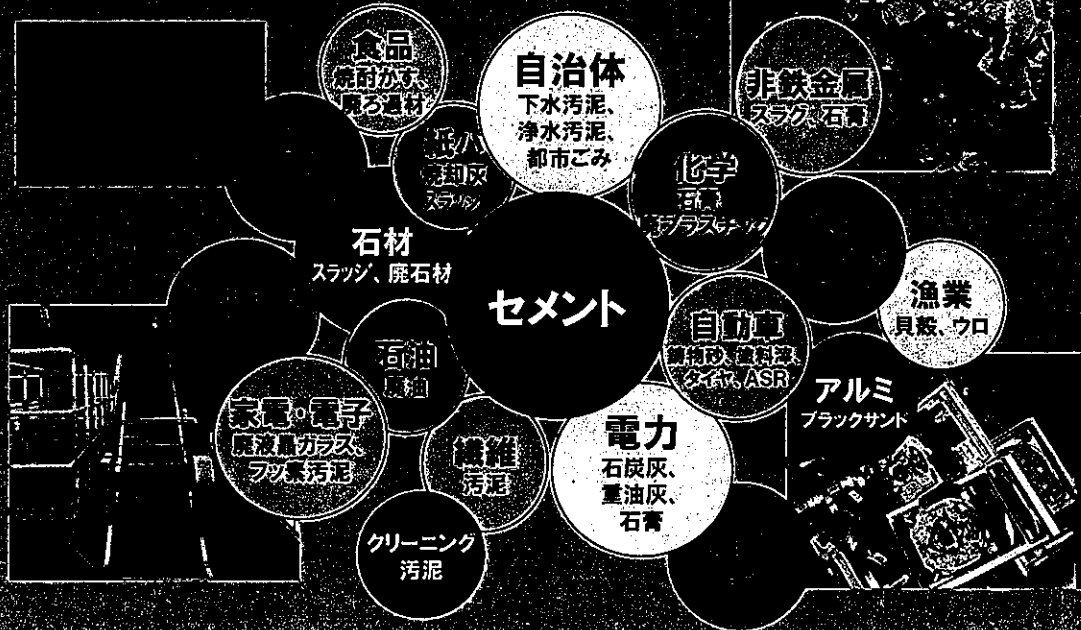 食品
焼酎かす、
廃ろ過材
自治体
下水汚泥、
浄水汚泥、
都市ごみ
非鉄金属
スラグ、石膏
紙パ
焼却灰
スラッジ
化学
石膏
廃プラスチック
石材
スラッジ、廃石材
セメント
漁業
貝殻、ウロ
自動車
鋳物砂、塗料滓、
タイヤ、ASR
石油
廃油
アルミ
ブラックサンド
家電・電子
廃液晶ガラス、
フッ素汚泥
繊維
汚泥
電力
石炭灰、
重油灰、
石膏
クリーニング
汚泥